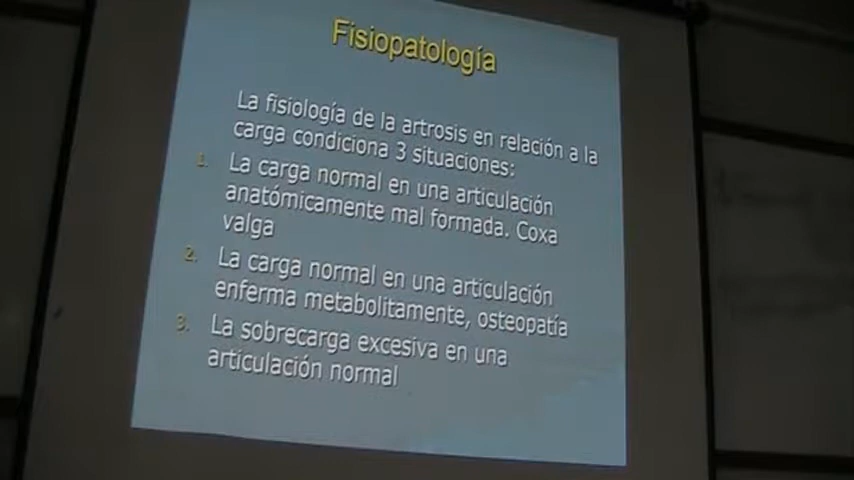 Fisiopatología
La fisiología de la artrosis en relación a la
carga condiciona 3 situaciones:
1. La carga normal en una articulación
anatómicamente mal formada. Coxa
valga
2. La carga normal en una articulación
enferma metabolitamente, osteopatía
3. La sobrecarga excesiva en una
articulación normal